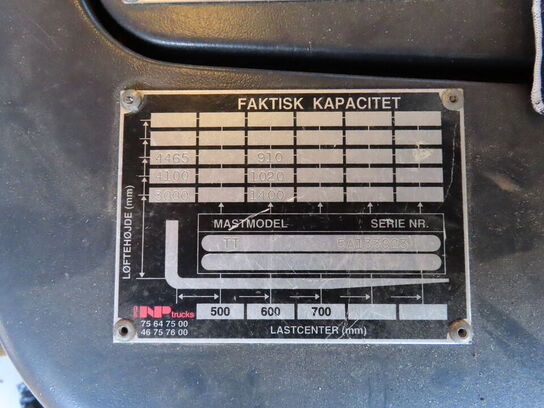 FAKTISK KAPACITET
4465 910
4100 1020
3000 1400
LØFTEHØJDE (mm)
MASTMODEL SERIE NR.
TT
NP trucks
75 64 75 00
46 75 76 00
500 600 700
LASTCENTER (mm)